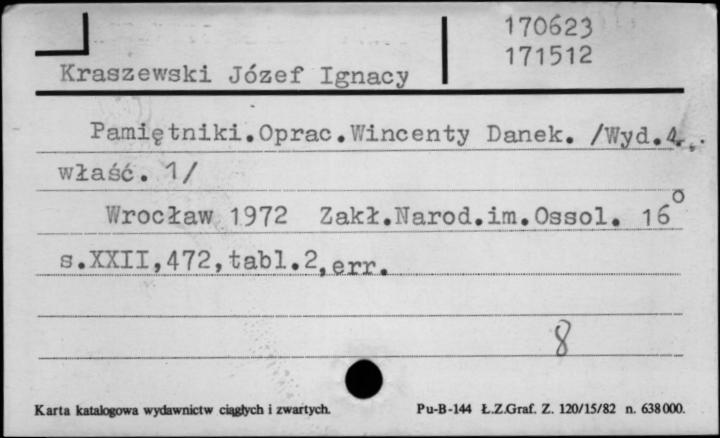 170623
171512
Kraszewski Józef Ignacy
Pamiętniki.Oprac.Wincenty Danek. /Wyd.4.,
właść. 1/
Wrocław 1972 Zakł.Narod.im.Ossol. 16°
s.XXII,472,tabl.2,err.
8
Karta katalogowa wydawnictw ciągłych i zwartych. Pu-B-144 Ł.Z.Graf. Z. 120/15/82 n. 638000.